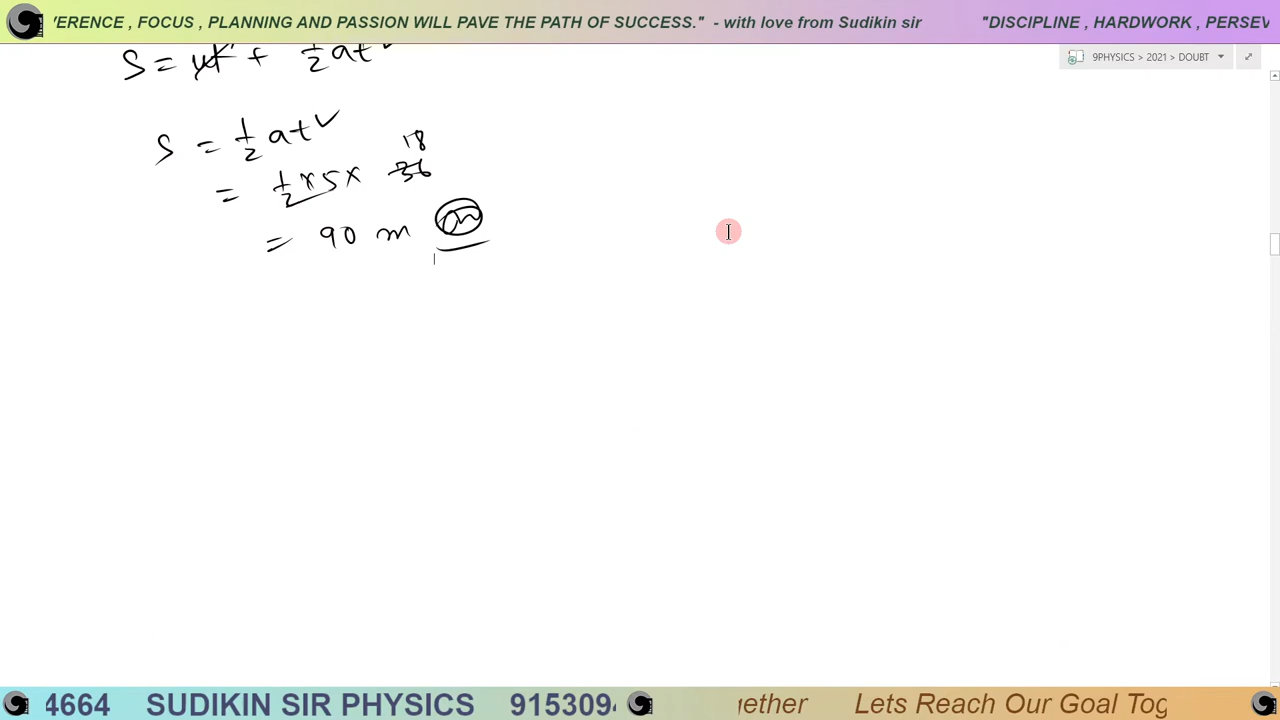 'ERENCE , FOCUS , PLANNING AND PASSION WILL PAVE THE PATH OF SUCCESS." - with love from Sudikin sir "DISCIPLINE , HARDWORK , PERSEV
9PHYSICS > 2021 > DOUBT
S = ut + 1/2 at²
S = 1/2 at²
= 1/2 x 5 x 36 18
= 90 m
4664 SUDIKIN SIR PHYSICS 915309 ether Lets Reach Our Goal Tog